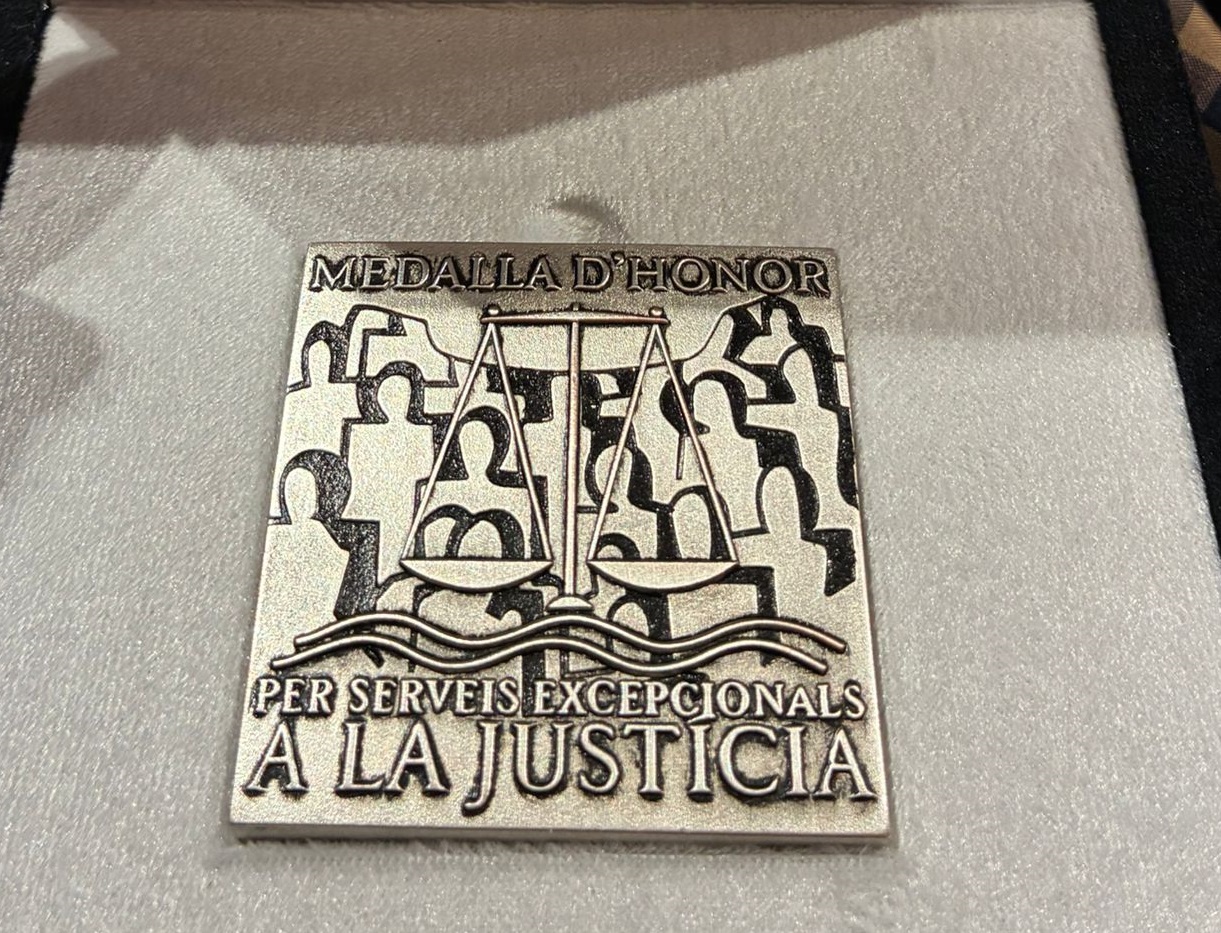 MEDALLA D'HONOR
PER SERVEIS EXCEPCIONALS
A LA JUSTÍCIA